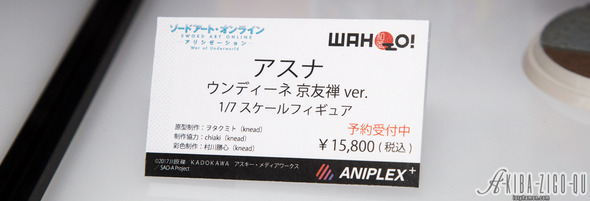 ソードアート・オンライン
SWORD ART ONLINE
アリシゼーション
War of Underworld
WAHOO!
アスナ
ウンディーネ 京友禅 ver.
1/7 スケールフィギュア
原型制作：ヲタクミト（knead）
制作協力：chiaki（knead）
彩色制作：村川勝心（knead）
予約受付中
￥15,800（税込）
©2017 川原 礫 KADOKAWA アスキー・メディアワークス
／SAO-A Project
ANIPLEX+
A-KIBA-ZIGO-QU